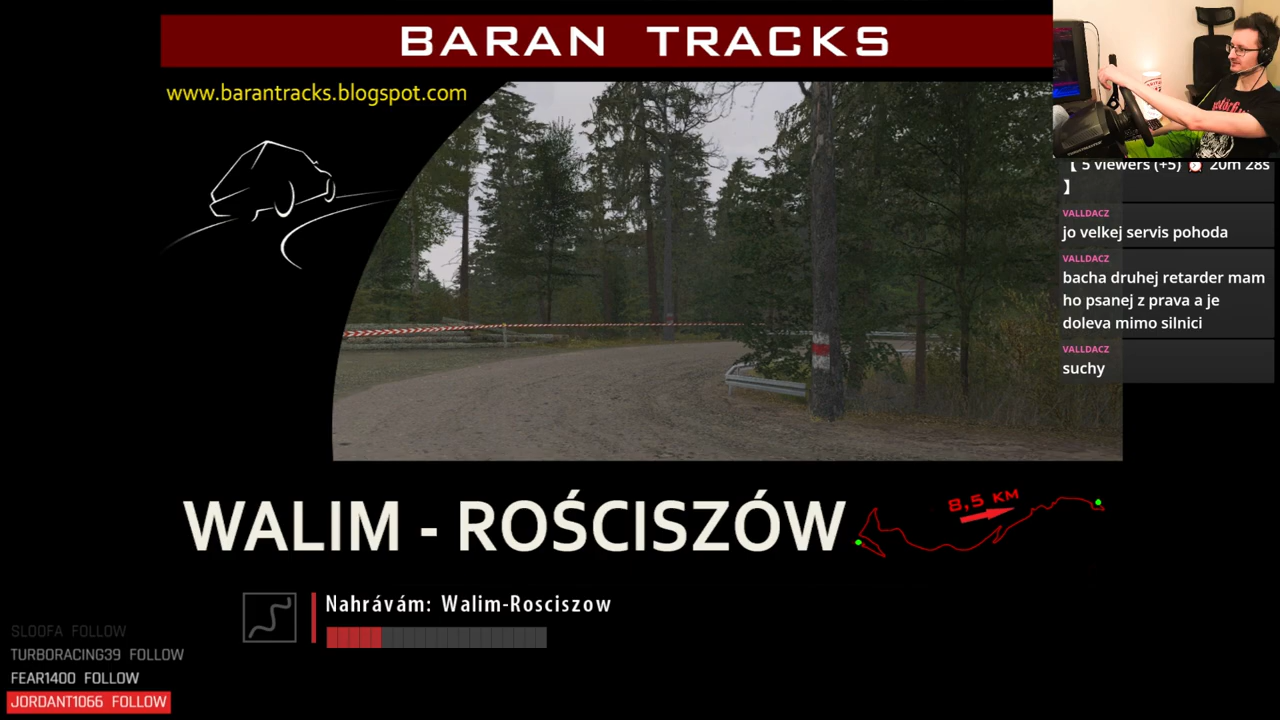 BARAN TRACKS
www.barantracks.blogspot.com
【 5 viewers (+5) ⏰ 20m 28s
】
VALLDACZ
jo velkej servis pohoda
VALLDACZ
bacha druhej retarder mam
ho psanej z prava a je
doleva mimo silnici
VALLDACZ
suchy
WALIM - ROŚCISZÓW
8,5 KM
Nahrávám: Walim-Rosciszow
SLOOFA FOLLOW
TURBORACING39 FOLLOW
FEAR1400 FOLLOW
JORDANT1066 FOLLOW